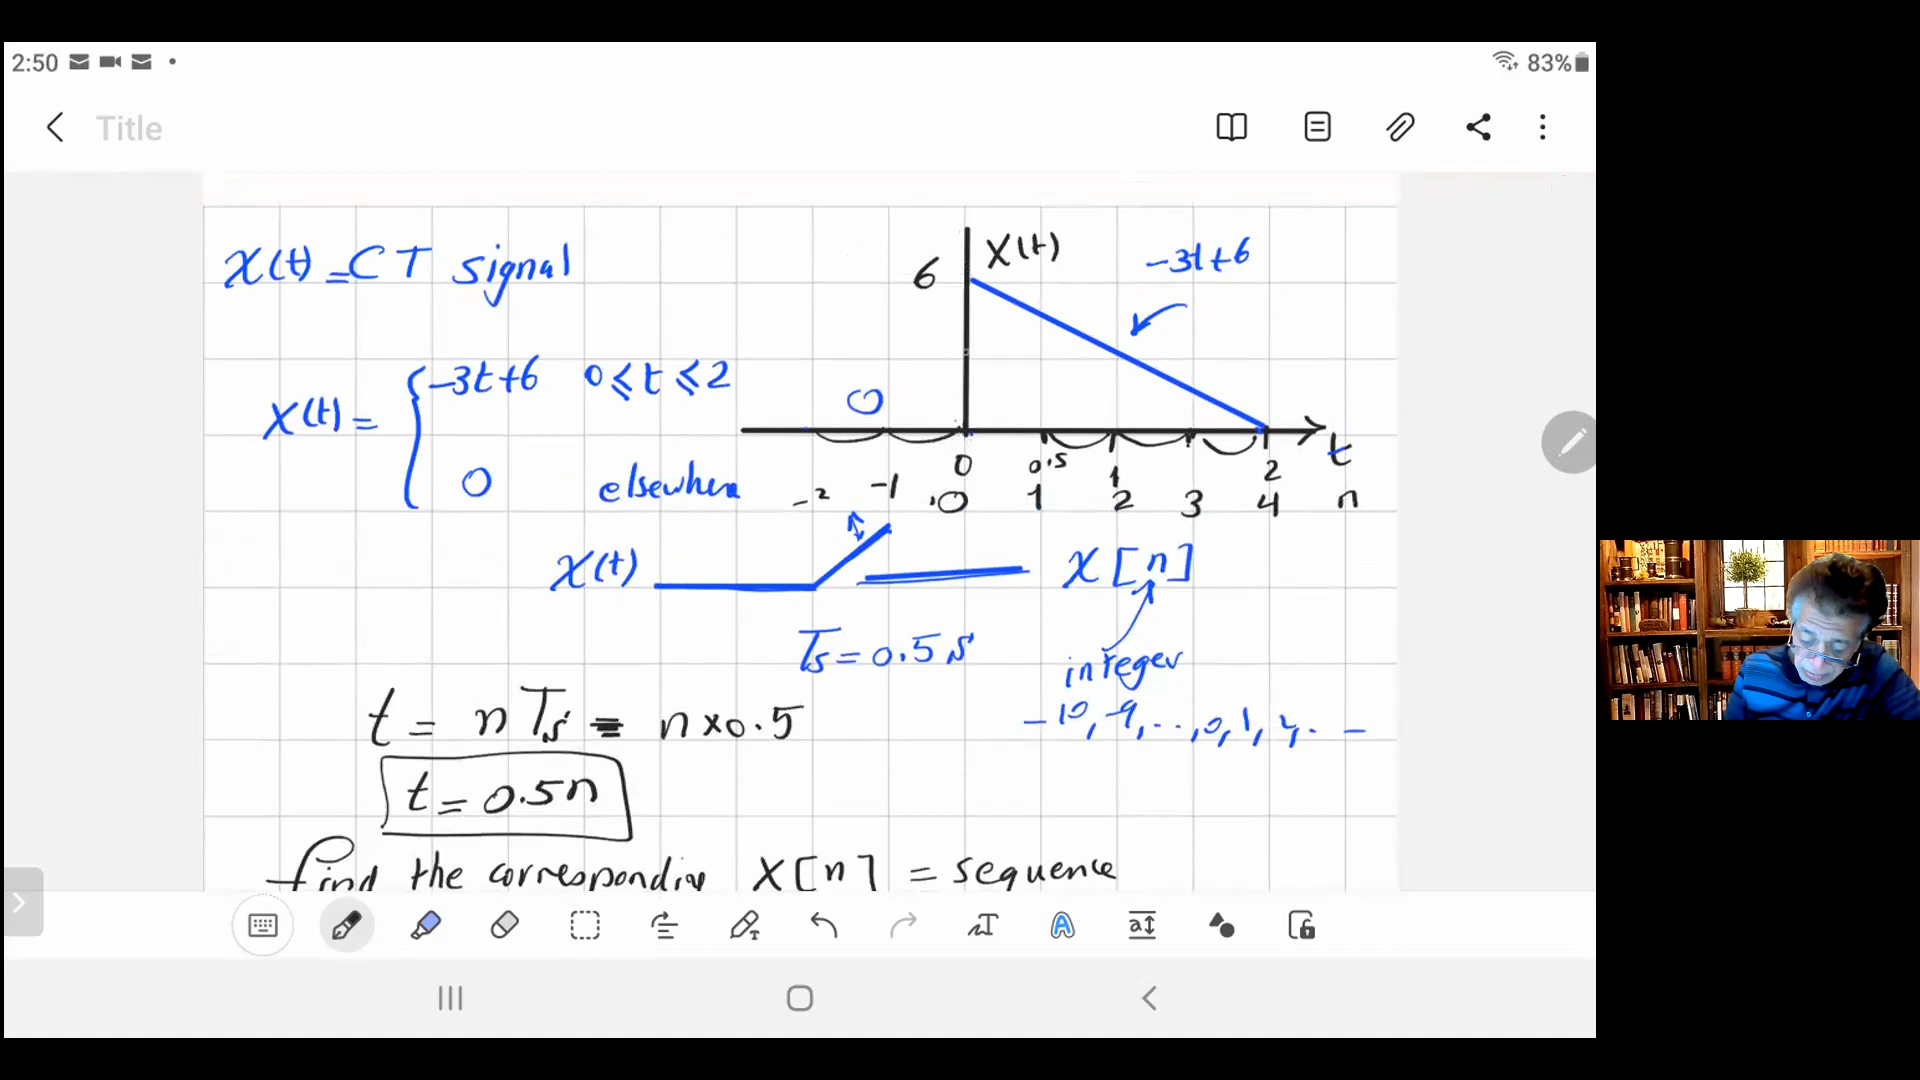 2:50
83%
Title
X(t) = CT signal
6
X(t)
-3t+6
X(t) = { -3t+6 0 ≤ t ≤ 2
0 elsewhere
0
0 0.5 1 2 t
-2 -1 .0 1 2 3 4 n
X(t)
X[n]
Ts = 0.5 s
integer
-10, -9, .., 0, 1, 2, . -
t = n Ts = n x 0.5
t = 0.5n
find the correspondin X[n] = sequence